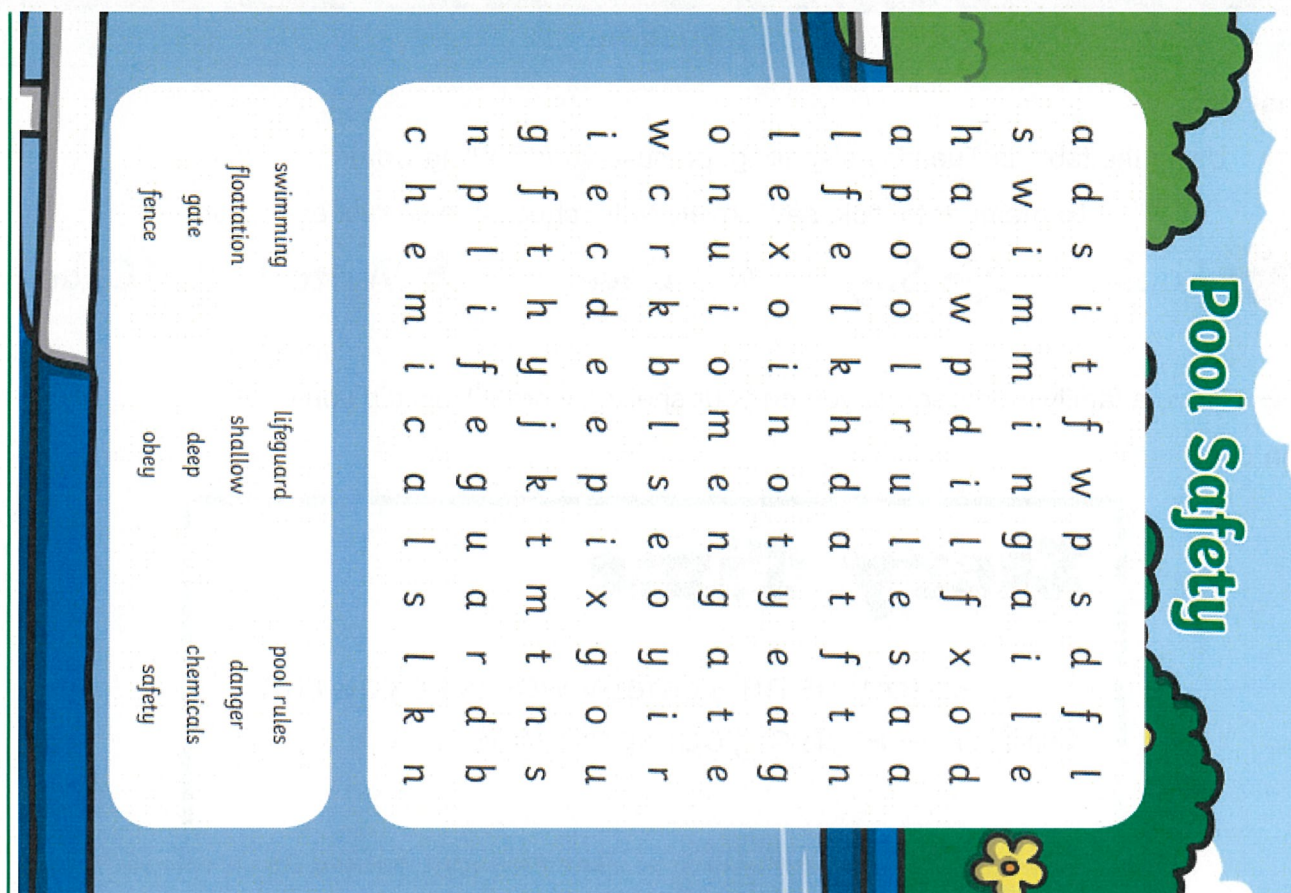 Pool Safety
a d s i t f w p s d f l
s w i m m i n g a i l e
h a o w p d i l f x o d
a p o o l r u l e s a a
l f e l k h d a t f t n
l e x o i n o t y e a g
o n u i o m e n g a t e
w c r k b l s e o y i r
i e c d e e p i x g o u
g f t h y j k t m t n s
n p l i f e g u a r d b
c h e m i c a l s l k n
swimming lifeguard pool rules
floatation shallow danger
gate deep chemicals
fence obey safety